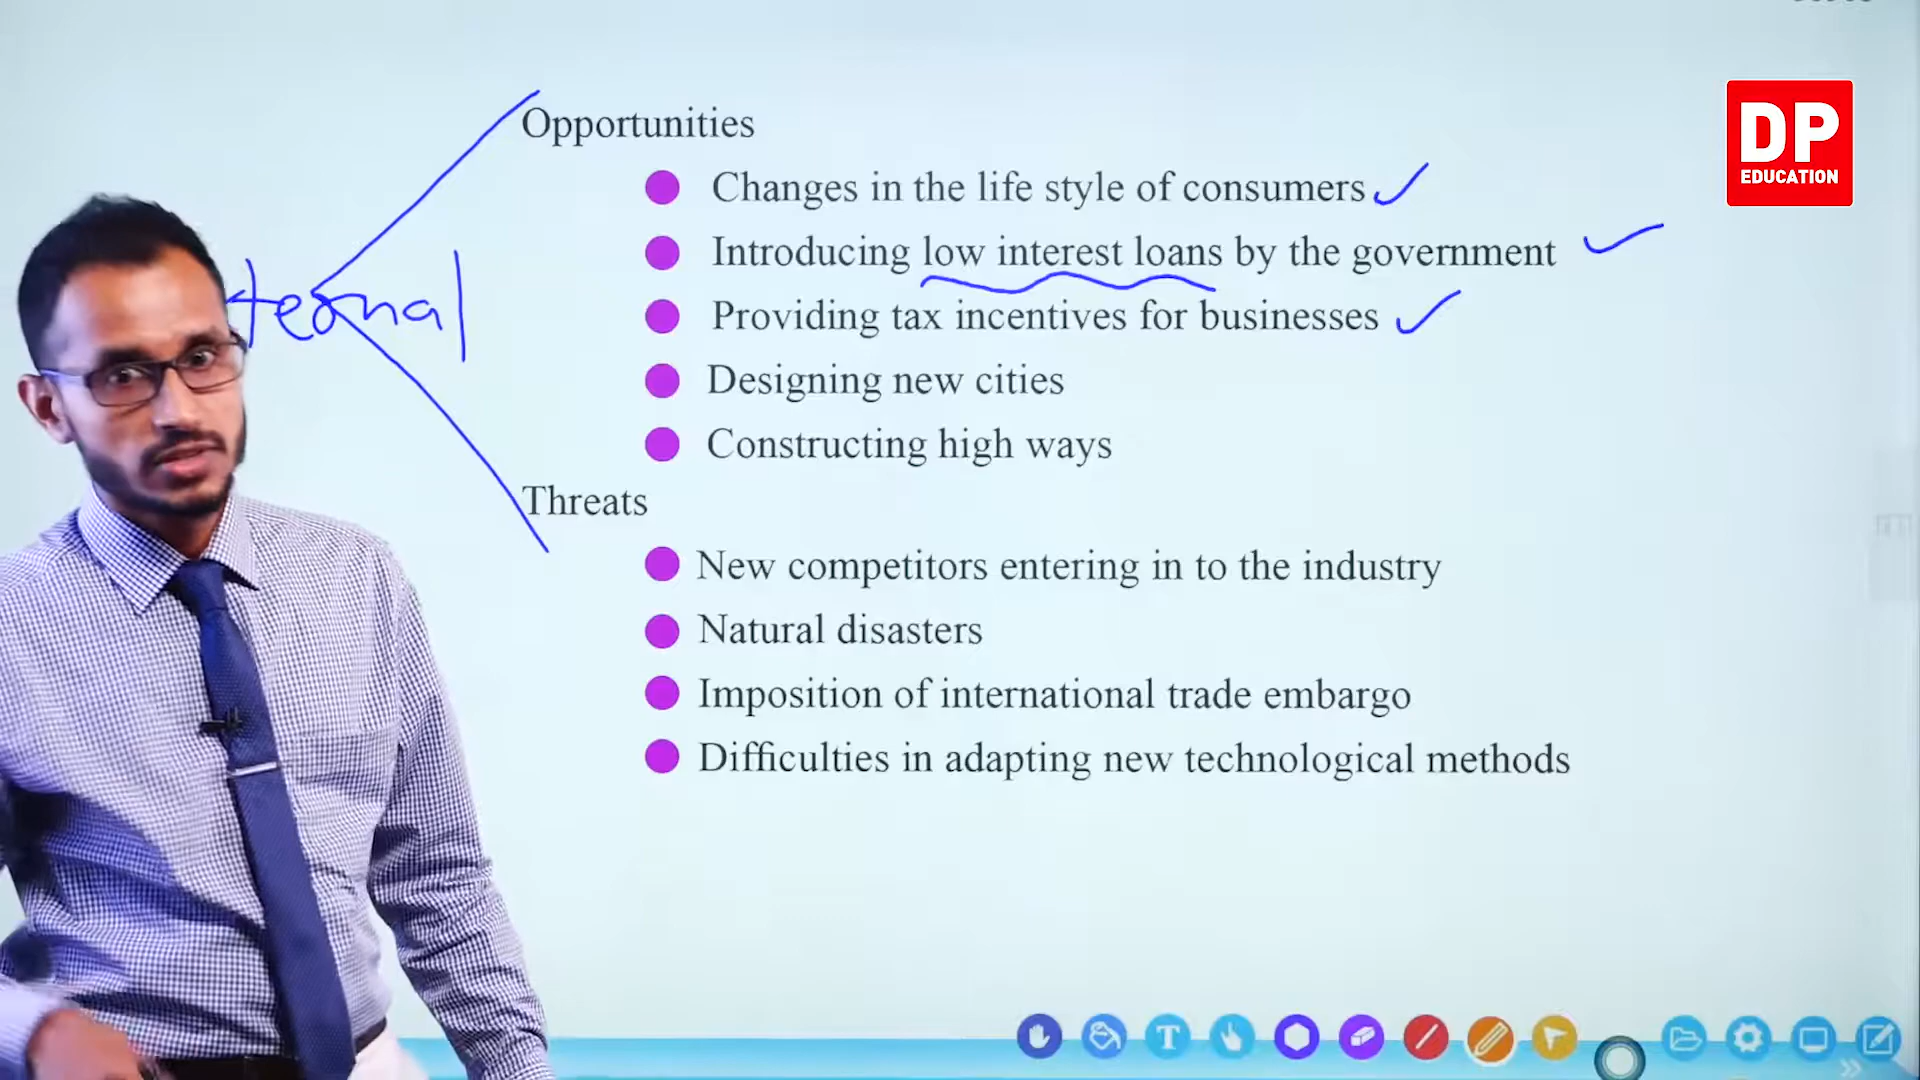 DP
EDUCATION
Opportunities
Changes in the life style of consumers
Introducing low interest loans by the government
ternal
Providing tax incentives for businesses
Designing new cities
Constructing high ways
Threats
New competitors entering in to the industry
Natural disasters
Imposition of international trade embargo
Difficulties in adapting new technological methods
T